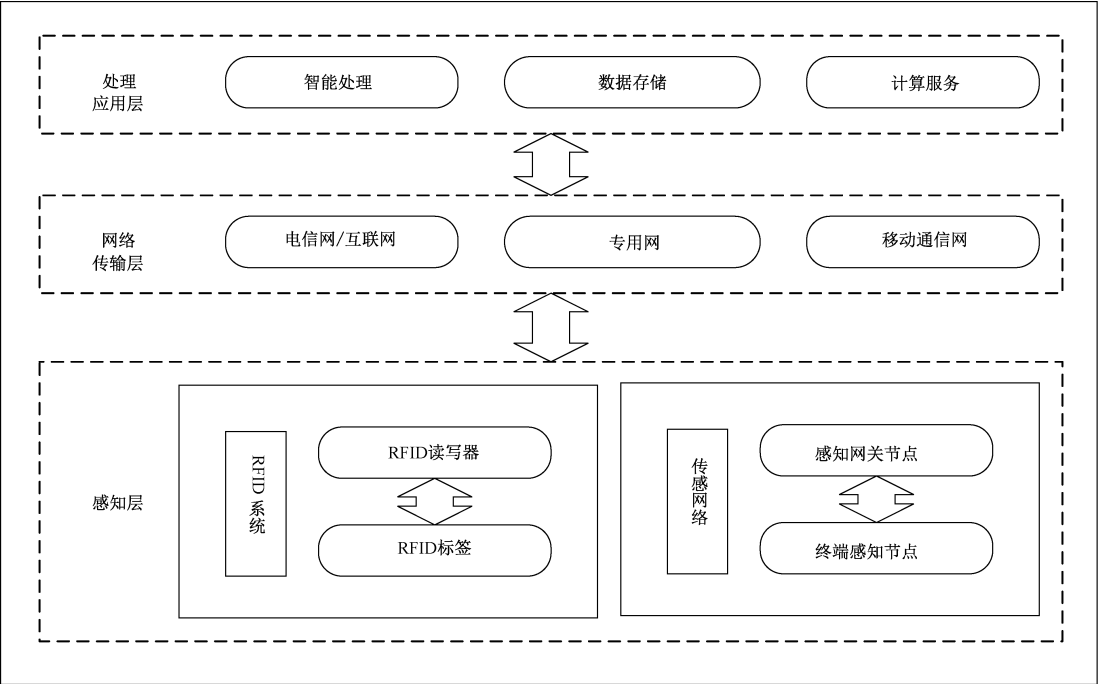 处理
应用层
智能处理
数据存储
计算服务
网络
传输层
电信网/互联网
专用网
移动通信网
感知层
RFID 系统
RFID读写器
RFID标签
传感网络
感知网关节点
终端感知节点